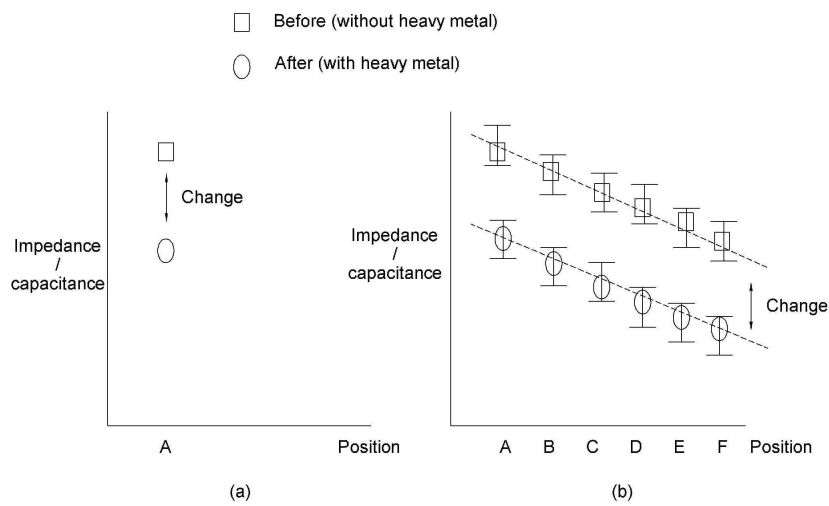 Before (without heavy metal)
After (with heavy metal)
Change
Impedance
/
capacitance
A
Position
(a)
Impedance
/
capacitance
Change
A B C D E F Position
(b)